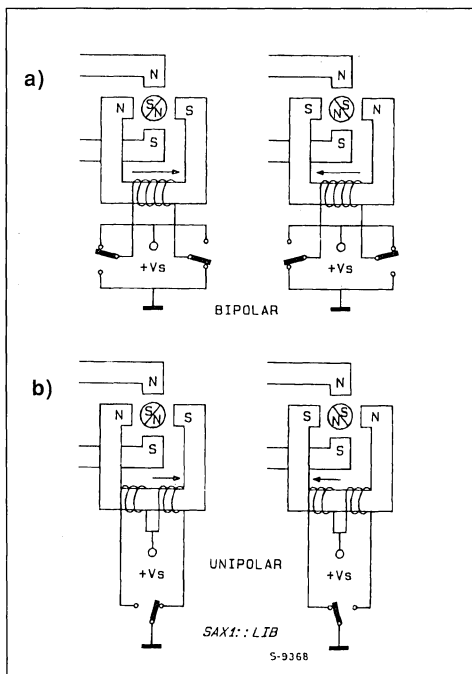 a)
N
N
N S/N S
S N/S N
S
S
+Vs
+Vs
BIPOLAR
b)
N
N
N S/N S
S N/S N
S
S
+Vs
UNIPOLAR
+Vs
SAX1::LIB
S-9368